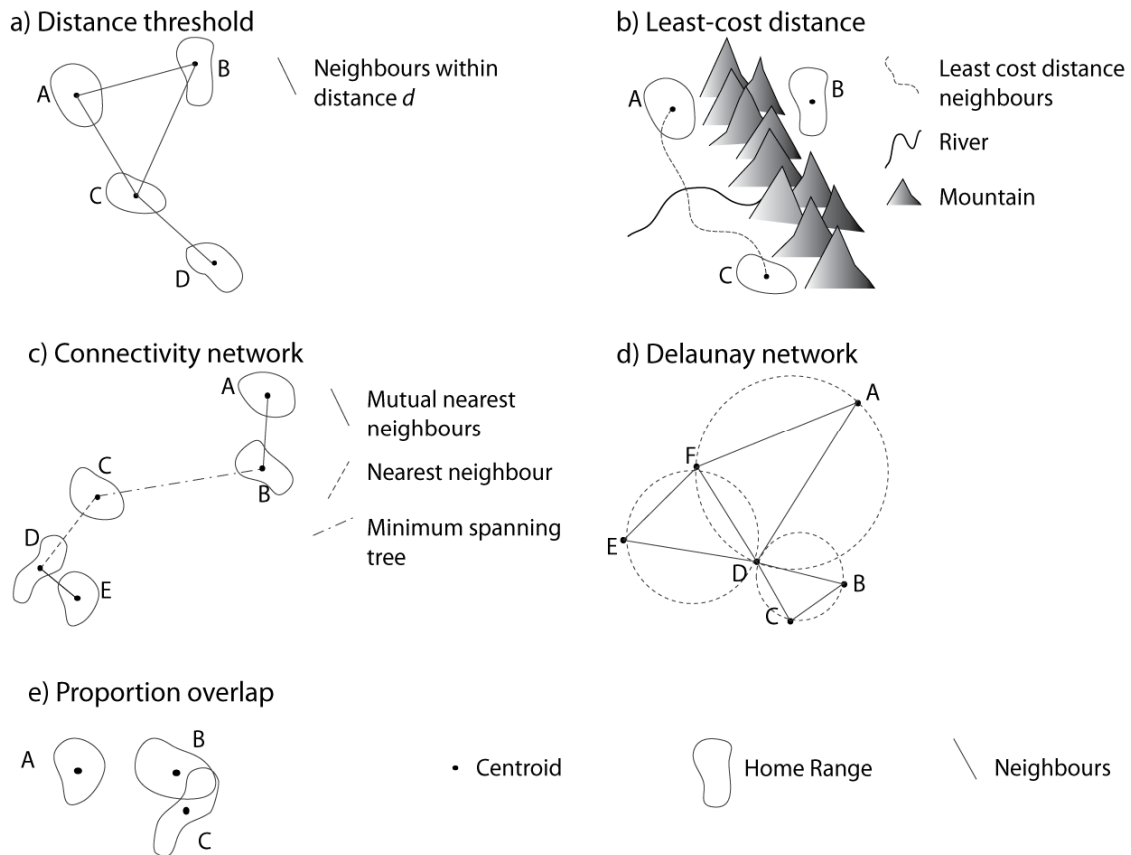 a) Distance threshold
A
B
C
D
Neighbours within
distance d
b) Least-cost distance
A
B
C
Least cost distance
neighbours
River
Mountain
c) Connectivity network
A
B
C
D
E
Mutual nearest
neighbours
Nearest neighbour
Minimum spanning
tree
d) Delaunay network
A
F
E
D
B
C
e) Proportion overlap
A
B
C
Centroid
Home Range
Neighbours